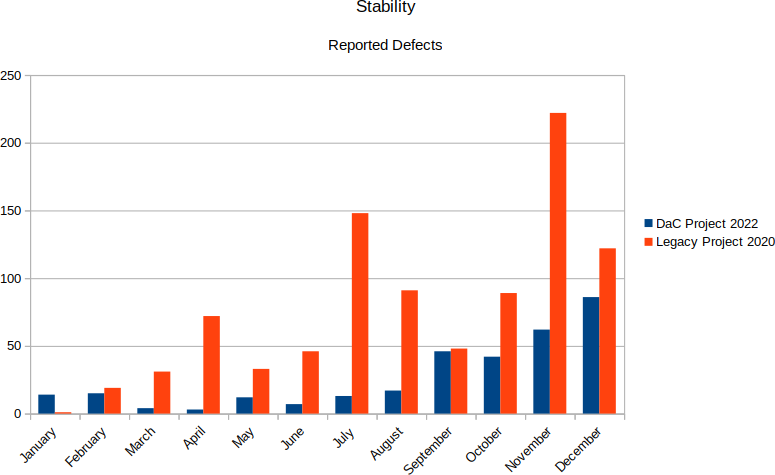 Stability
Reported Defects
250
200
150
100
50
0
January
February
March
April
May
June
July
August
September
October
November
December
DaC Project 2022
Legacy Project 2020